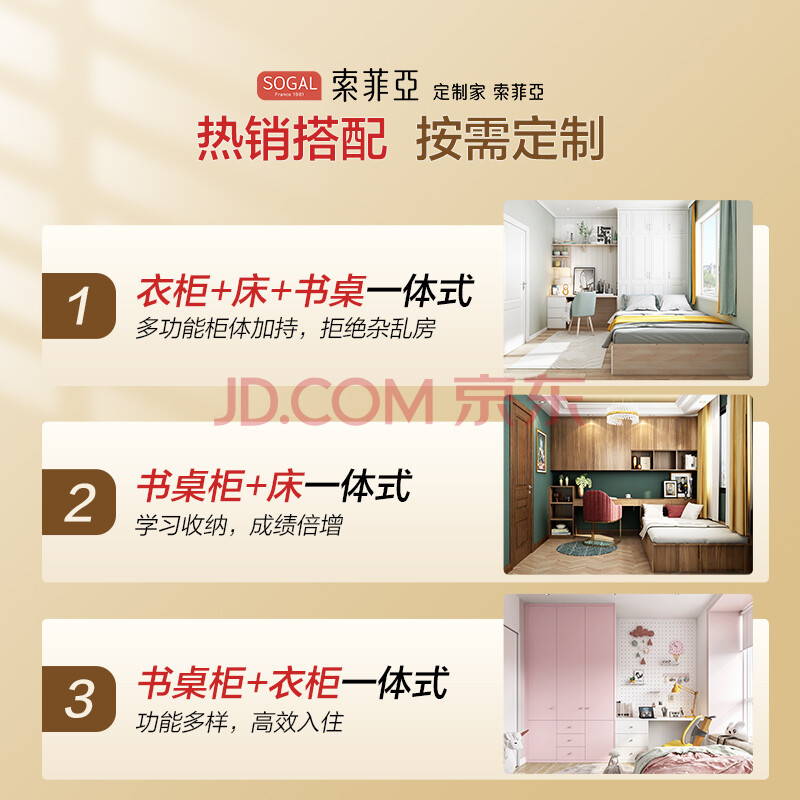 SOGAL 索菲亞 定制家 索菲亞
France 1981
热销搭配 按需定制
1
衣柜+床+书桌一体式
多功能柜体加持，拒绝杂乱房
JD.COM 京东
2
书桌柜+床一体式
学习收纳，成绩倍增
3
书桌柜+衣柜一体式
功能多样，高效入住